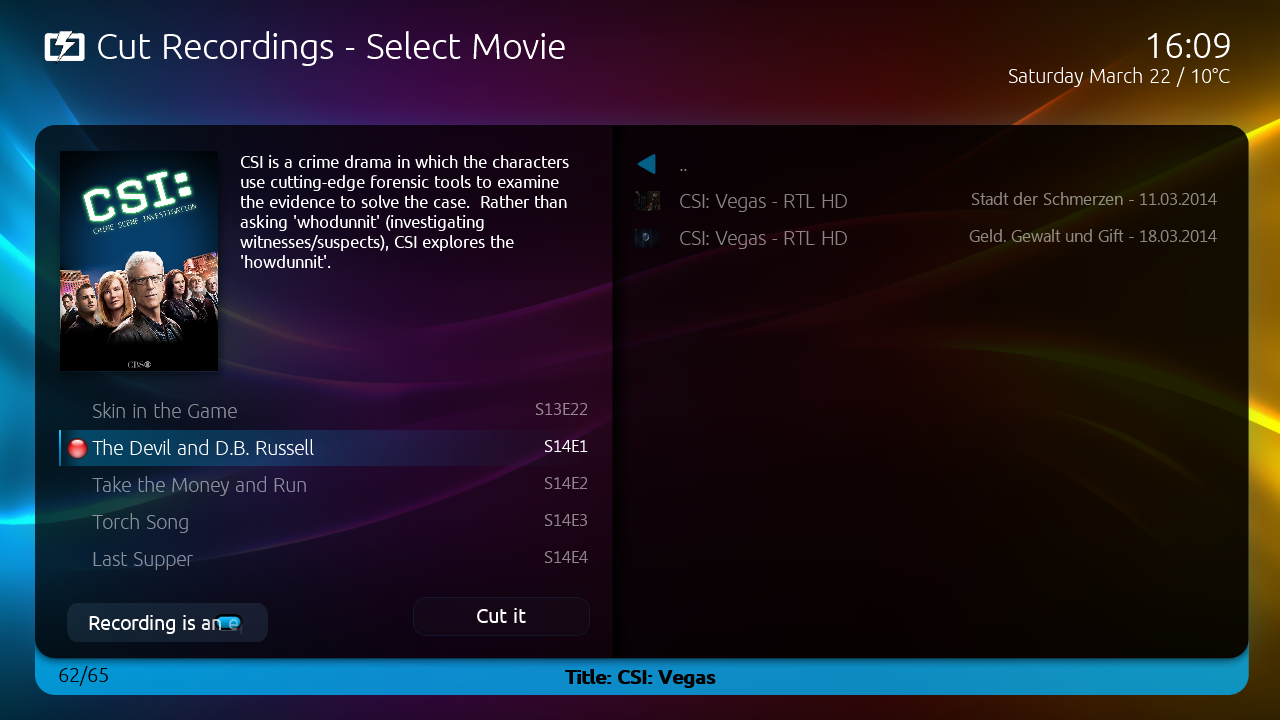 Cut Recordings - Select Movie
16:09
Saturday March 22 / 10°C
CSI:
CRIME SCENE INVESTIGATION
CBS
CSI is a crime drama in which the characters
use cutting-edge forensic tools to examine
the evidence to solve the case. Rather than
asking 'whodunnit' (investigating
witnesses/suspects), CSI explores the
'howdunnit'.
Skin in the Game S13E22
The Devil and D.B. Russell S14E1
Take the Money and Run S14E2
Torch Song S14E3
Last Supper S14E4
Recording is an
Cut it
..
CSI: Vegas - RTL HD Stadt der Schmerzen - 11.03.2014
CSI: Vegas - RTL HD Geld. Gewalt und Gift - 18.03.2014
62/65
Title: CSI: Vegas